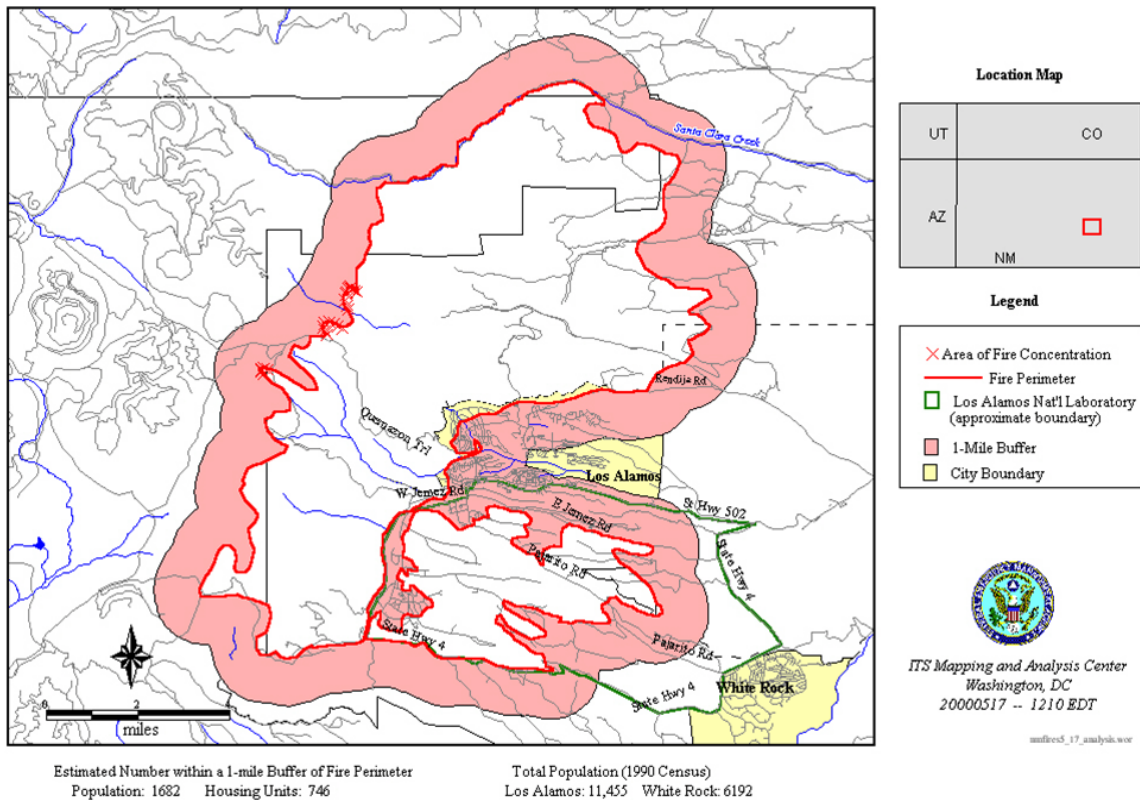 Santa Clara Creek
Rendija Rd
Quemazon Trl
Los Alamos
W Jemez Rd
St Hwy 502
E Jemez Rd
Pajarito Rd
State Hwy 4
State Hwy 4
Pajarito Rd
White Rock
State Hwy 4
0 2 4
miles
Location Map
UT
CO
AZ
NM
Legend
Area of Fire Concentration
Fire Perimeter
Los Alamos Nat'l Laboratory
(approximate boundary)
1-Mile Buffer
City Boundary
ITS Mapping and Analysis Center
Washington, DC
20000517 -- 1210 EDT
nmfires5_17_analysis.wor
Estimated Number within a 1-mile Buffer of Fire Perimeter
Population: 1682 Housing Units: 746
Total Population (1990 Census)
Los Alamos: 11,455 White Rock: 6192